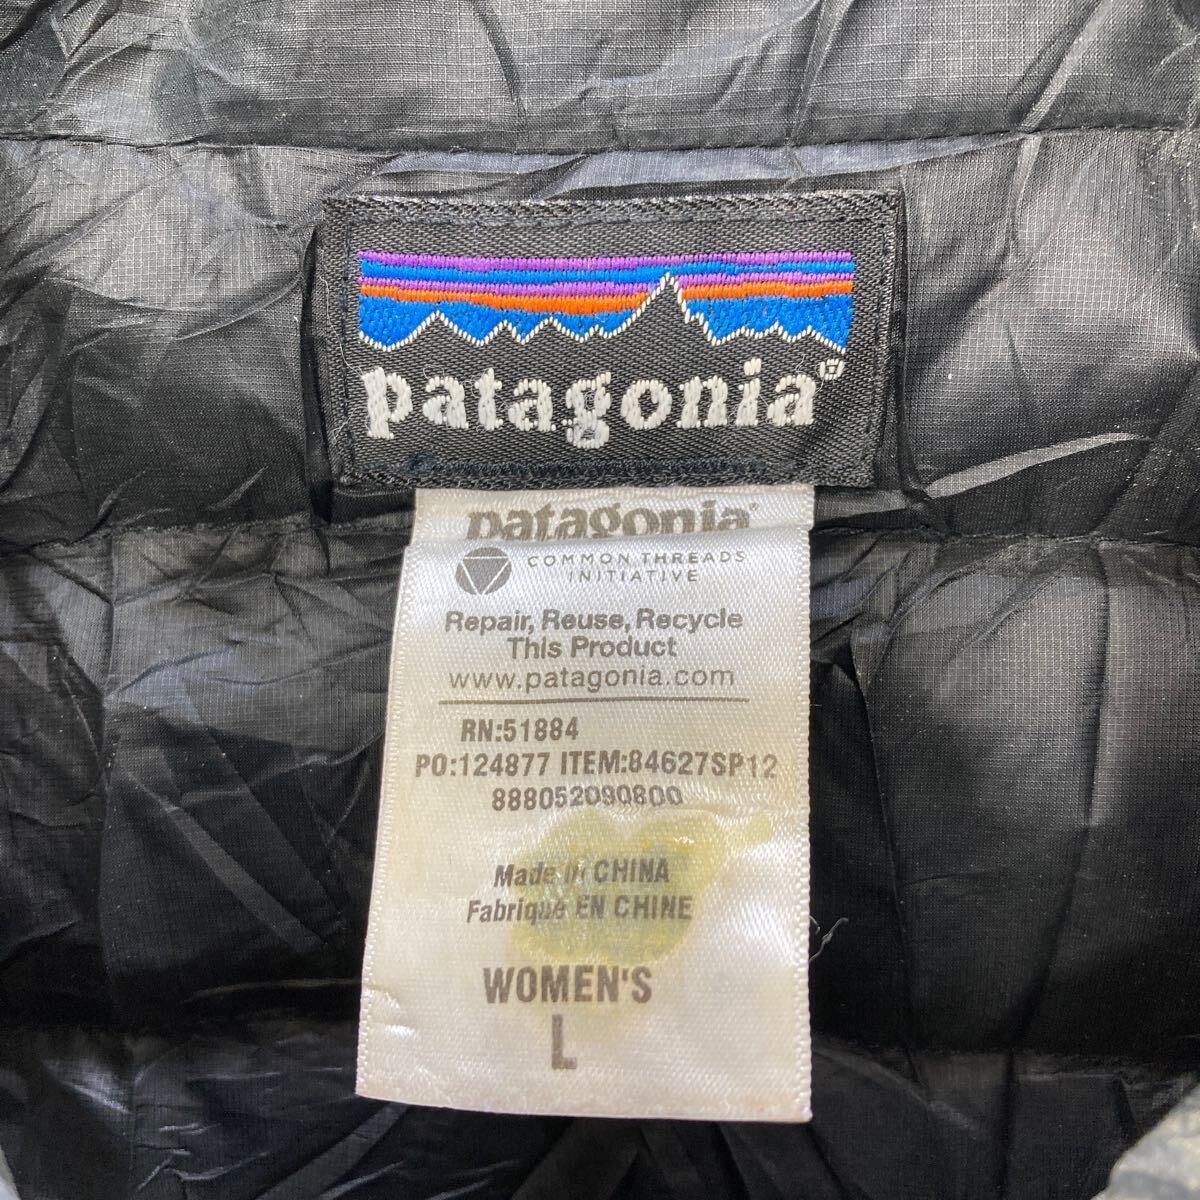 patagonia®
patagonia®
COMMON THREADS
INITIATIVE
Repair, Reuse, Recycle
This Product
www.patagonia.com
RN:51884
PO:124877 ITEM:84627SP12
888052090800
Made in CHINA
Fabriqué EN CHINE
WOMEN'S
L